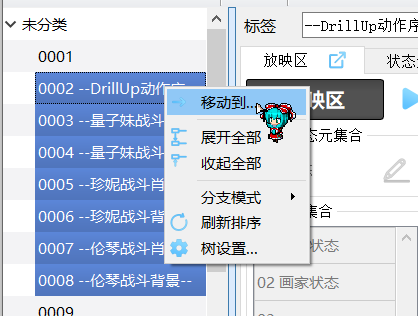 未分类
0001
0002 --DrillUp动作序
0003 --量子妹战斗
0004 --量子妹战斗
0005 --珍妮战斗肖
0006 --珍妮战斗背
0007 --伦琴战斗肖
0008 --伦琴战斗背景--
0009
移动到...
展开全部
收起全部
分支模式
刷新排序
树设置...
标签
--DrillUp动作序
放映区
状态
映区
态元集合
集合
状态
02 画家状态